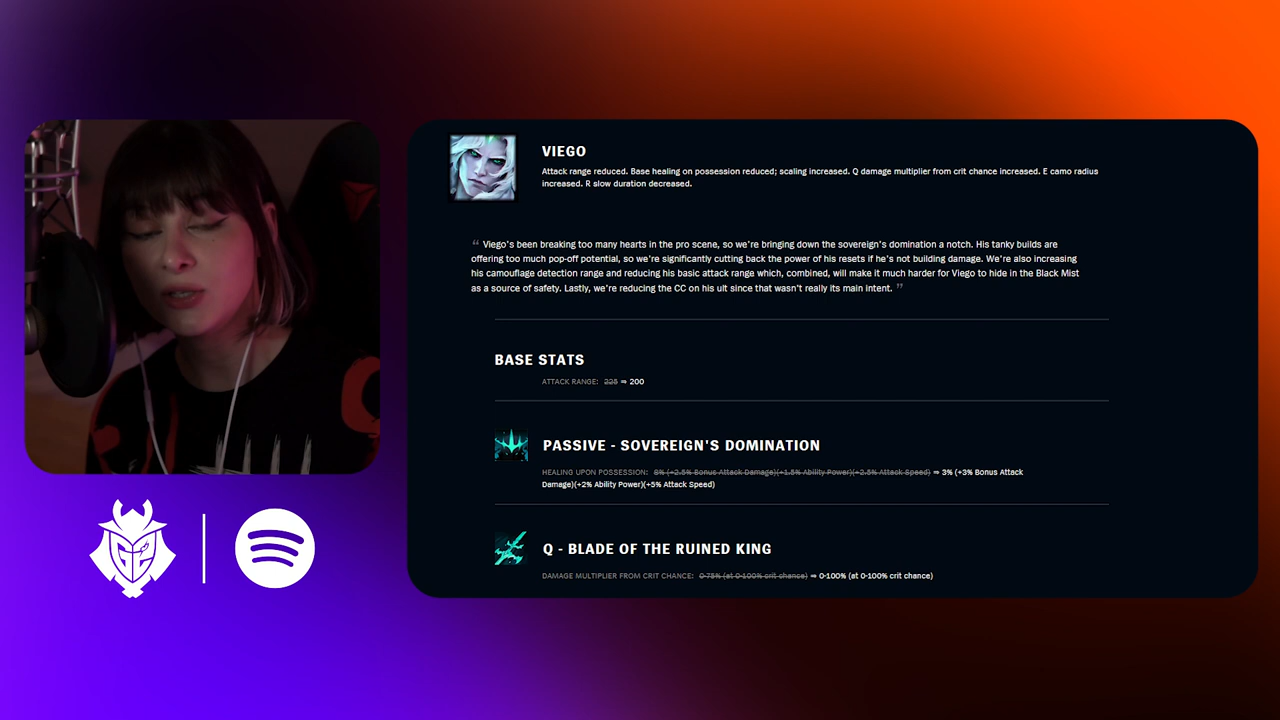 VIEGO
Attack range reduced. Base healing on possession reduced; scaling increased. Q damage multiplier from crit chance increased. E camo radius
increased. R slow duration decreased.
“ Viego's been breaking too many hearts in the pro scene, so we're bringing down the sovereign's domination a notch. His tanky builds are
offering too much pop-off potential, so we're significantly cutting back the power of his resets if he's not building damage. We're also increasing
his camouflage detection range and reducing his basic attack range which, combined, will make it much harder for Viego to hide in the Black Mist
as a source of safety. Lastly, we're reducing the CC on his ult since that wasn't really its main intent. ”
BASE STATS
ATTACK RANGE: 225 ⇒ 200
PASSIVE - SOVEREIGN'S DOMINATION
HEALING UPON POSSESSION: 8% (+2.5% Bonus Attack Damage)(+1.5% Ability Power)(+2.5% Attack Speed) ⇒ 3% (+3% Bonus Attack
Damage)(+2% Ability Power)(+5% Attack Speed)
Q - BLADE OF THE RUINED KING
DAMAGE MULTIPLIER FROM CRIT CHANCE: 0-75% (at 0-100% crit chance) ⇒ 0-100% (at 0-100% crit chance)